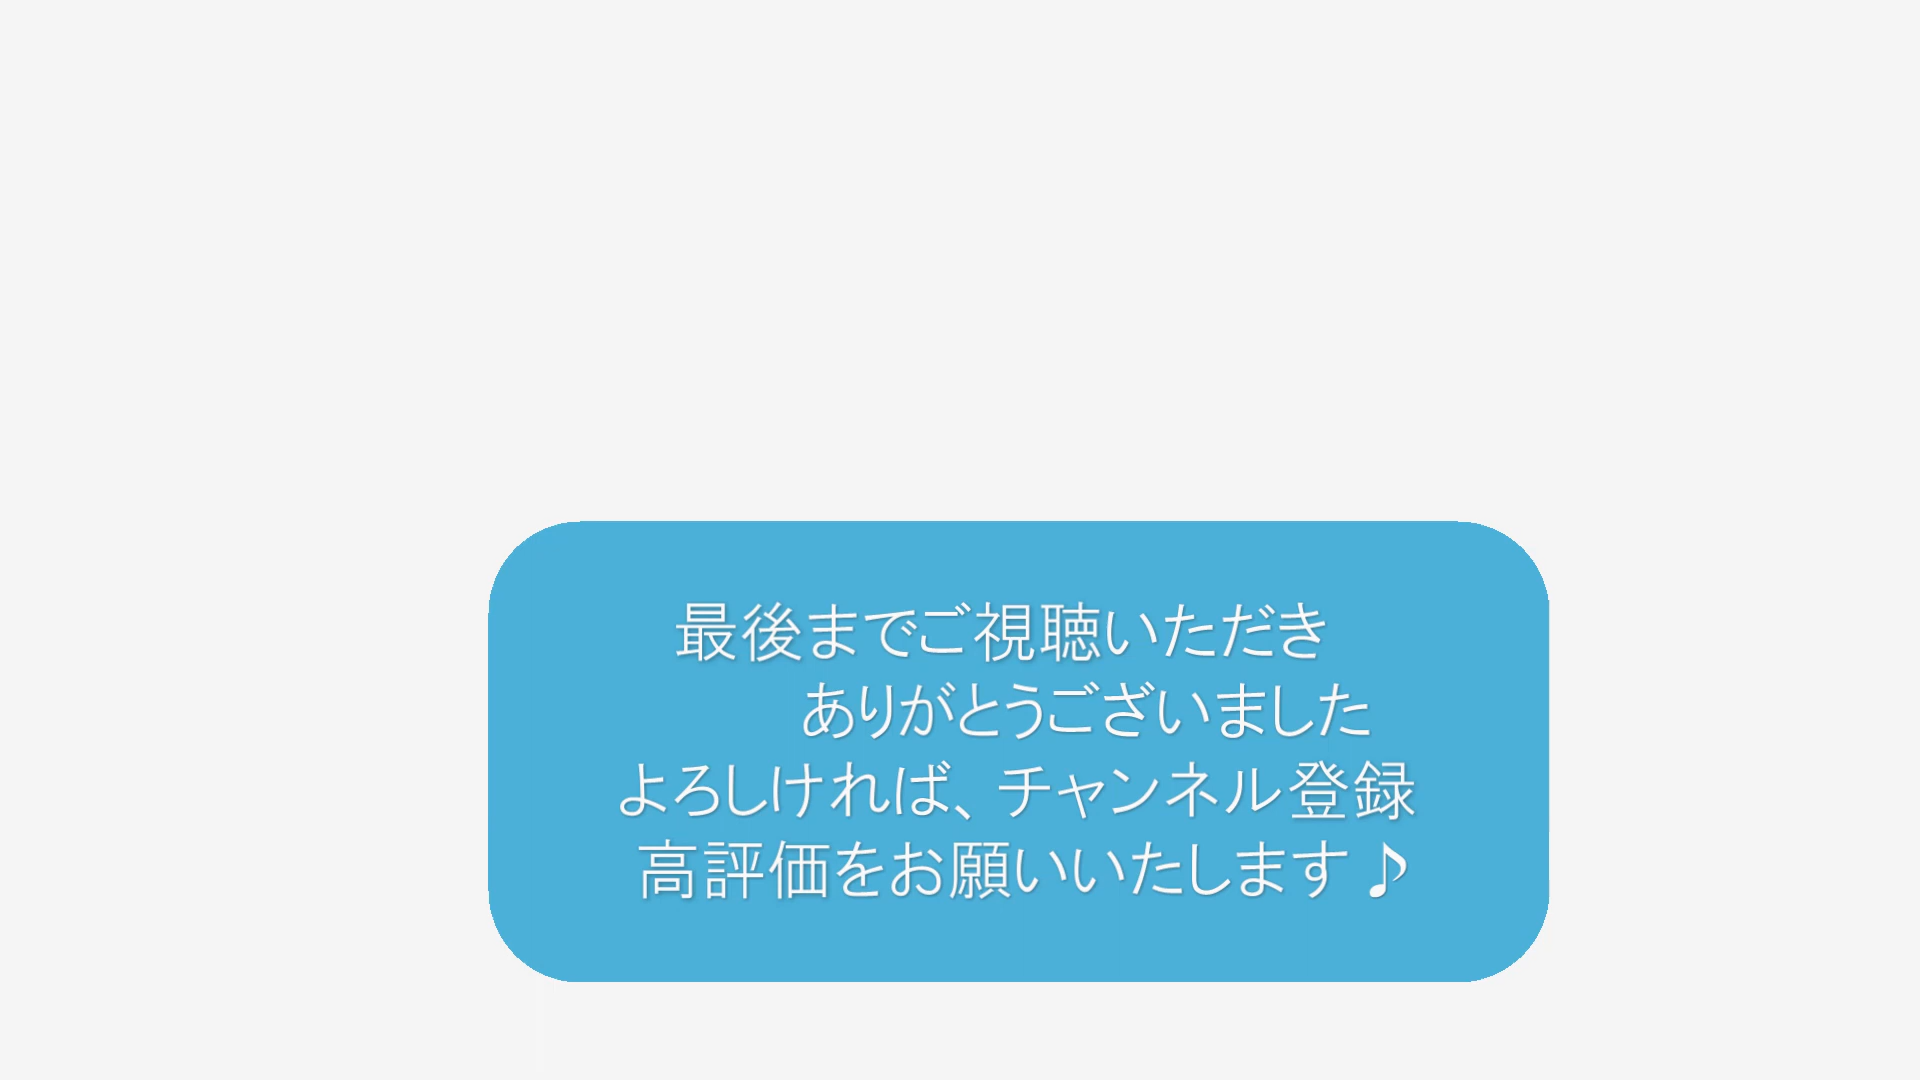 最後までご視聴いただき
ありがとうございました
よろしければ、チャンネル登録
高評価をお願いいたします♪